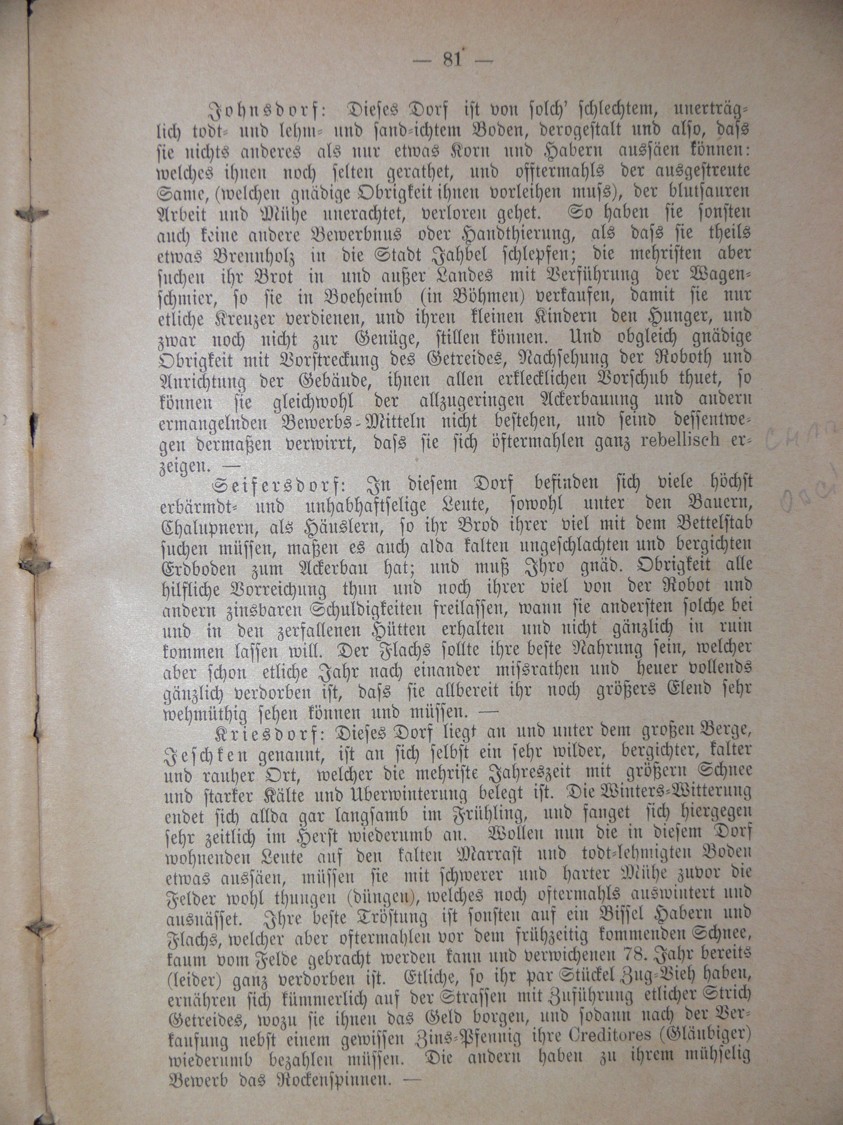 — 81 —
Johnsdorf: Dieses Dorf ist von solch' schlechtem, unerträg-
lich todt- und lehm- und sand-ichtem Boden, derogestalt und also, dass
sie nichts anderes als nur etwas Korn und Habern aussäen können:
welches ihnen noch selten gerathet, und offtermahls der ausgestreute
Same, (welchen gnädige Obrigkeit ihnen vorleihen muss), der blutsauren
Arbeit und Mühe unerachtet, verloren gehet. So haben sie sonsten
auch keine andere Bewerbnus oder Handthierung, als dass sie theils
etwas Brennholz in die Stadt Jahbel schlepfen; die mehristen aber
suchen ihr Brot in und außer Landes mit Verführung der Wagen-
schmier, so sie in Boeheimb (in Böhmen) verkaufen, damit sie nur
etliche Kreuzer verdienen, und ihren kleinen Kindern den Hunger, und
zwar noch nicht zur Genüge, stillen können. Und obgleich gnädige
Obrigkeit mit Vorstreckung des Getreides, Nachsehung der Roboth und
Anrichtung der Gebäude, ihnen allen erklecklichen Vorschub thuet, so
können sie gleichwohl der allzugeringen Ackerbauung und andern
ermangelnden Bewerbs-Mitteln nicht bestehen, und seind dessentwe-
gen dermaßen verwirrt, dass sie sich öftermahlen ganz rebellisch er-
zeigen. —
Seifersdorf: In diesem Dorf befinden sich viele höchst
erbärmdt- und unhabhaftselige Leute, sowohl unter den Bauern,
Chalupnern, als Häuslern, so ihr Brod ihrer viel mit dem Bettelstab
suchen müssen, maßen es auch alda kalten ungeschlachten und bergichten
Erdboden zum Ackerbau hat; und muß Ihro gnäd. Obrigkeit alle
hilfliche Vorreichung thun und noch ihrer viel von der Robot und
andern zinsbaren Schuldigkeiten freilassen, wann sie andersten solche bei
und in den zerfallenen Hütten erhalten und nicht gänzlich in ruin
kommen lassen will. Der Flachs sollte ihre beste Nahrung sein, welcher
aber schon etliche Jahr nach einander missrathen und heuer vollends
gänzlich verdorben ist, dass sie allbereit ihr noch größers Elend sehr
wehmüthig sehen können und müssen. —
Kriesdorf: Dieses Dorf liegt an und unter dem großen Berge,
Jeschken genannt, ist an sich selbst ein sehr wilder, bergichter, kalter
und rauher Ort, welcher die mehriste Jahreszeit mit größern Schnee
und starker Kälte und Überwinterung belegt ist. Die Winters-Witterung
endet sich allda gar langsamb im Frühling, und fanget sich hiergegen
sehr zeitlich im Herst wiederumb an. Wollen nun die in diesem Dorf
wohnenden Leute auf den kalten Marrast und todt-lehmigten Boden
etwas aussäen, müssen sie mit schwerer und harter Mühe zuvor die
Felder wohl thungen (düngen), welches noch oftermahls auswintert und
ausnässet. Ihre beste Tröstung ist sonsten auf ein Bissel Habern und
Flachs, welcher aber oftermahlen vor dem frühzeitig kommenden Schnee,
kaum vom Felde gebracht werden kann und verwichenen 78. Jahr bereits
(leider) ganz verdorben ist. Etliche, so ihr par Stückel Zug-Vieh haben,
ernähren sich kümmerlich auf der Strassen mit Zuführung etlicher Strich
Getreides, wozu sie ihnen das Geld borgen, und sodann nach der Ver-
kaufung nebst einem gewissen Zins-Pfennig ihre Creditores (Gläubiger)
wiederumb bezahlen müssen. Die andern haben zu ihrem mühselig
Bewerb das Rockenspinnen. —